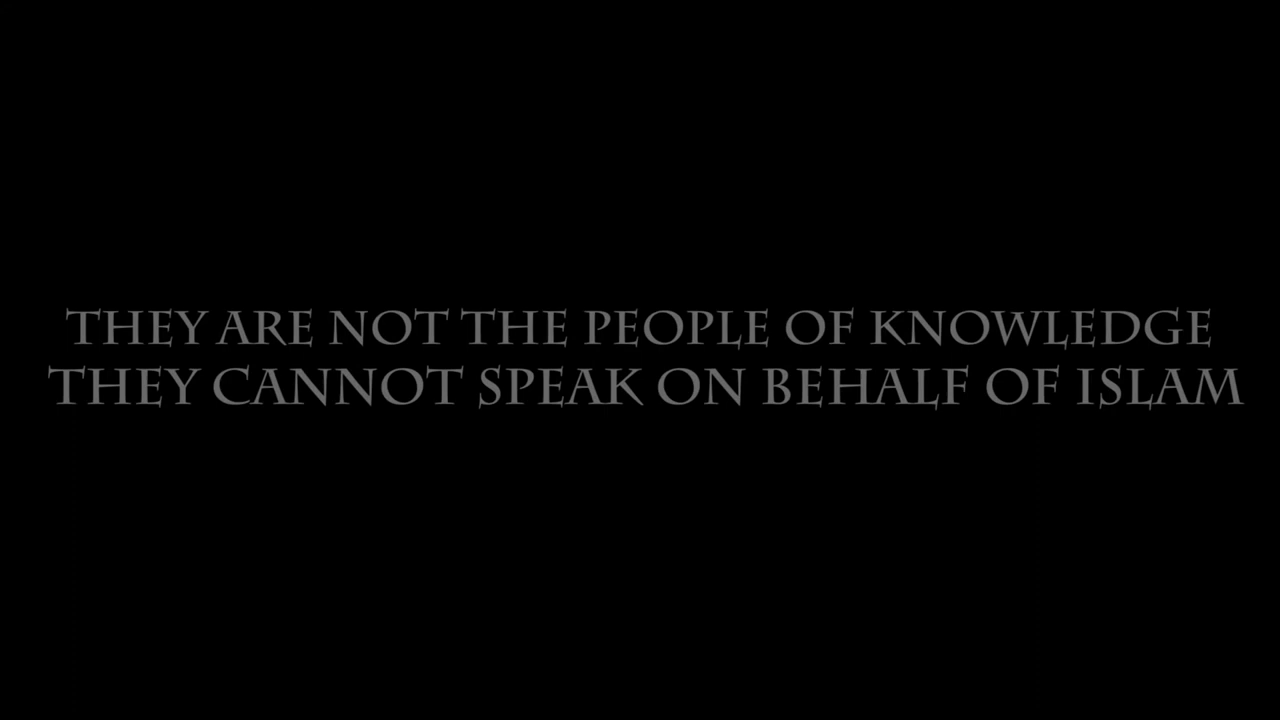 THEY ARE NOT THE PEOPLE OF KNOWLEDGE
THEY CANNOT SPEAK ON BEHALF OF ISLAM